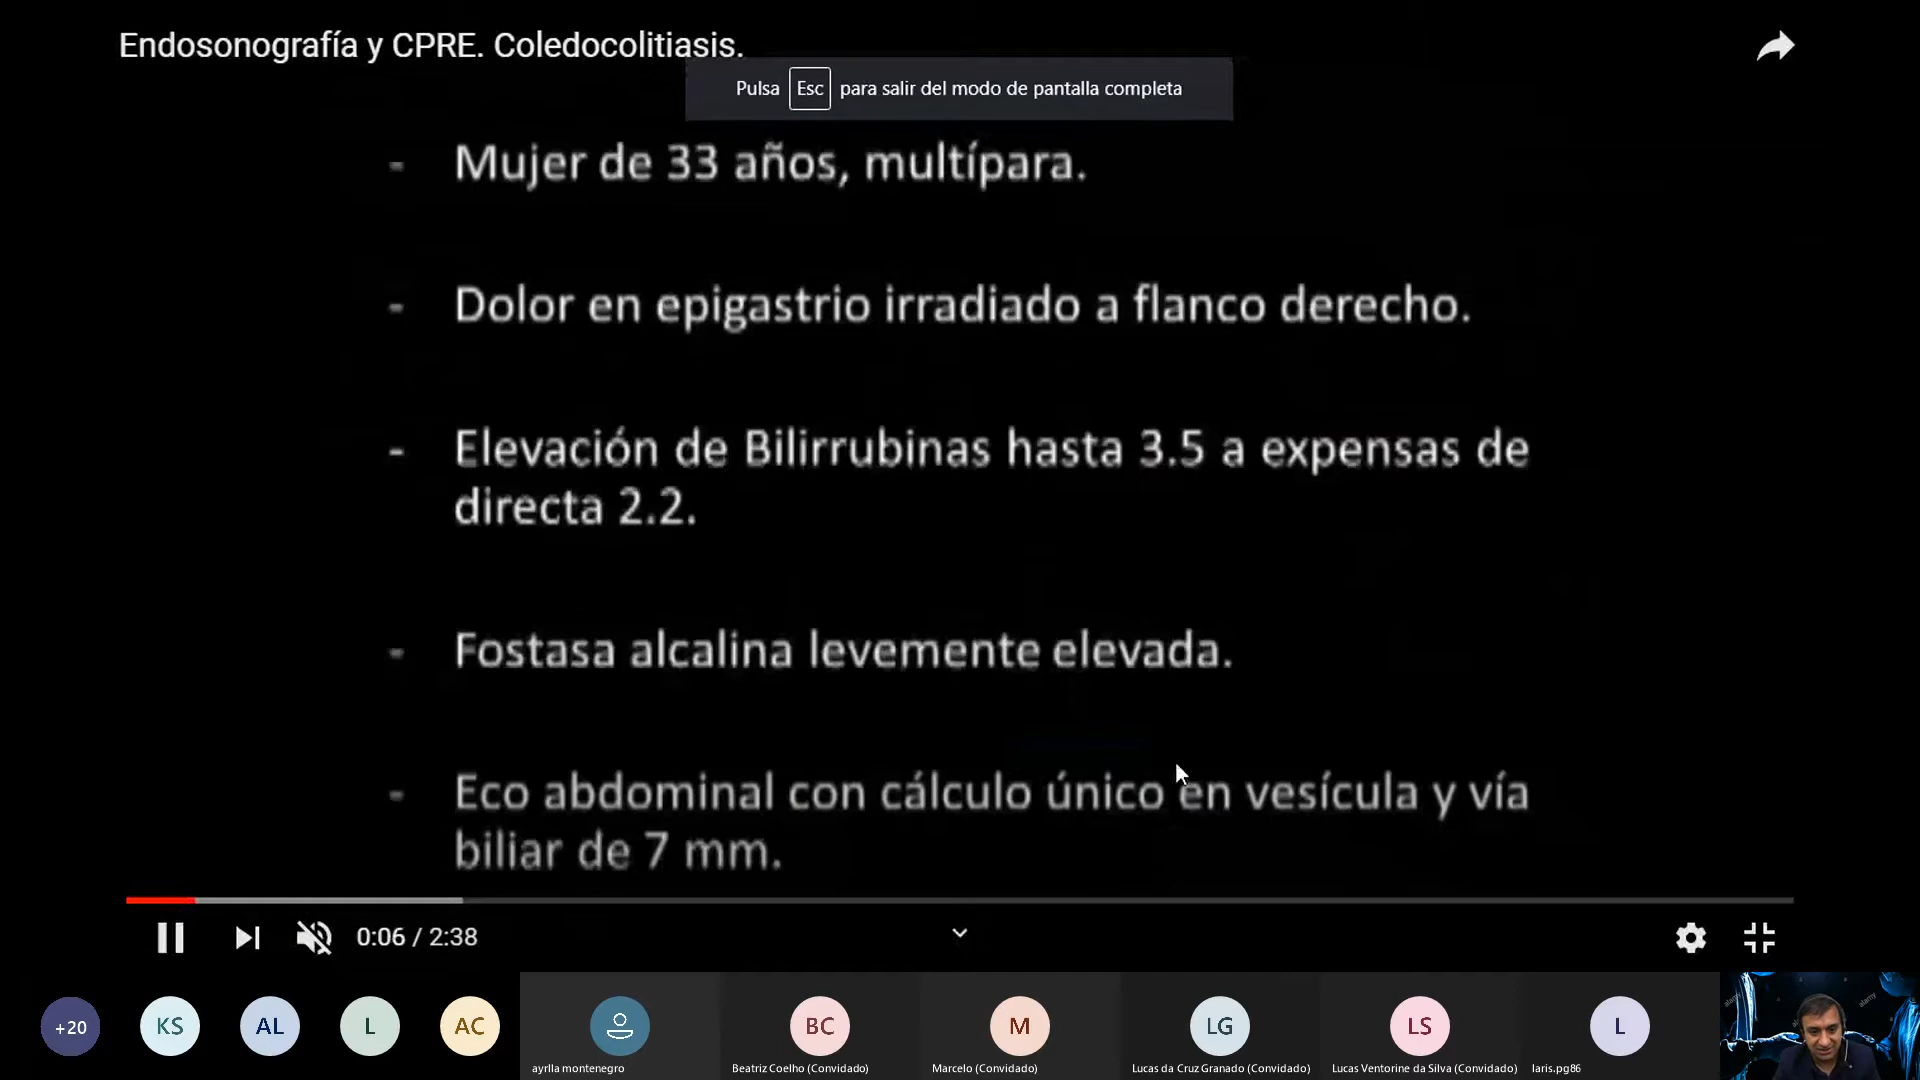 Endosonografía y CPRE. Coledocolitiasis.
Pulsa Esc para salir del modo de pantalla completa
- Mujer de 33 años, multípara.
- Dolor en epigastrio irradiado a flanco derecho.
- Elevación de Bilirrubinas hasta 3.5 a expensas de
directa 2.2.
- Fostasa alcalina levemente elevada.
- Eco abdominal con cálculo único en vesícula y vía
biliar de 7 mm.
0:06 / 2:38
+20
KS
AL
L
AC
BC
M
LG
LS
L
alamy
alamy
ayrlla montenegro
Beatriz Coelho (Convidado)
Marcelo (Convidado)
Lucas da Cruz Granado (Convidado)
Lucas Ventorine da Silva (Convidado)
laris.pg86